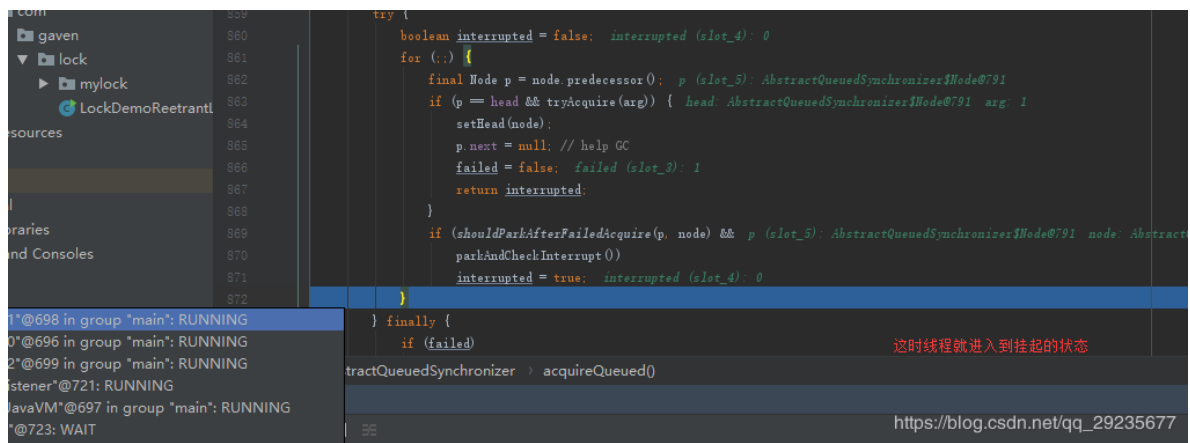 com
gaven
lock
mylock
LockDemoReetrantL
esources
braries
nd Consoles
859 try {
860 boolean interrupted = false; interrupted (slot_4): 0
861 for (;;) {
862 final Node p = node.predecessor(); p (slot_5): AbstractQueuedSynchronizer$Node@791
863 if (p == head && tryAcquire(arg)) { head: AbstractQueuedSynchronizer$Node@791 arg: 1
864 setHead(node);
865 p.next = null; // help GC
866 failed = false; failed (slot_3): 1
867 return interrupted;
868 }
869 if (shouldParkAfterFailedAcquire(p, node) && p (slot_5): AbstractQueuedSynchronizer$Node@791 node: Abstract
870 parkAndCheckInterrupt())
871 interrupted = true; interrupted (slot_4): 0
872 }
} finally {
if (failed)
这时线程就进入到挂起的状态
1"@698 in group "main": RUNNING
0"@696 in group "main": RUNNING
2"@699 in group "main": RUNNING
istener"@721: RUNNING
JavaVM"@697 in group "main": RUNNING
"@723: WAIT
tractQueuedSynchronizer › acquireQueued()
https://blog.csdn.net/qq_29235677